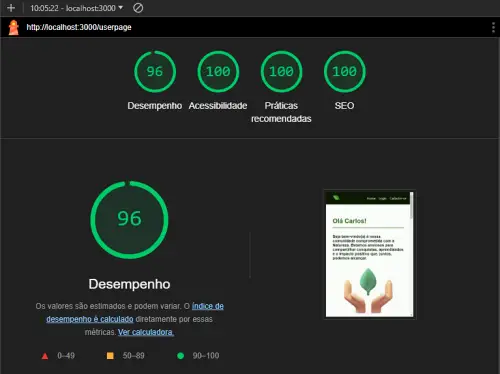 10:05:22 - localhost:3000
http://localhost:3000/userpage
96
100
100
100
Desempenho
Acessibilidade
Práticas
recomendadas
SEO
96
Desempenho
Os valores são estimados e podem variar. O índice de
desempenho é calculado diretamente por essas
métricas. Ver calculadora.
0–49
50–89
90–100
Home Login Cadastre-se
Olá Carlos!
Seja bem-vindo(a) à nossa
comunidade comprometida com a
Natureza. Estamos ansiosos para
compartilhar conquistas, aprendizados
e o impacto positivo que, juntos,
podemos alcançar.